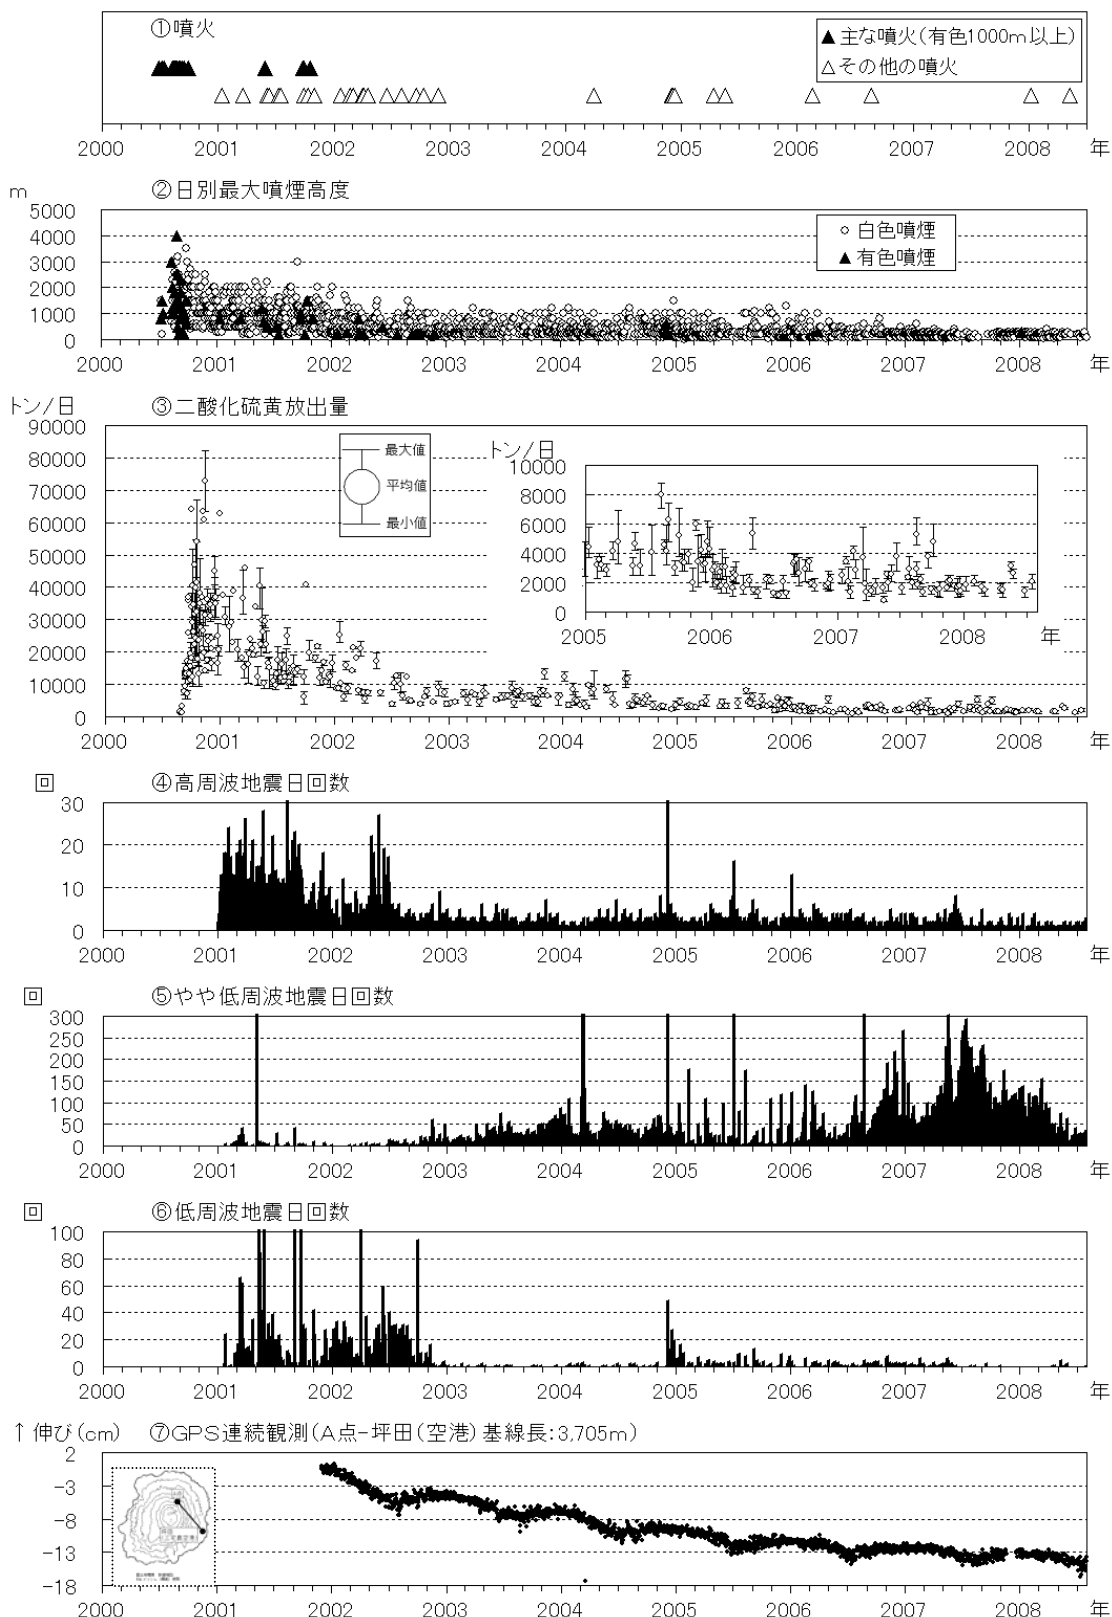 ①噴火
▲主な噴火(有色1000m以上)
△その他の噴火
2000 2001 2002 2003 2004 2005 2006 2007 2008 年
m ②日別最大噴煙高度
5000
4000
3000
2000
1000
0
○ 白色噴煙
▲ 有色噴煙
2000 2001 2002 2003 2004 2005 2006 2007 2008 年
トン/日 ③二酸化硫黄放出量
90000
80000
70000
60000
50000
40000
30000
20000
10000
0
最大値
平均値
最小値
トン/日
10000
8000
6000
4000
2000
0
2005 2006 2007 2008 年
2000 2001 2002 2003 2004 2005 2006 2007 2008 年
回 ④高周波地震日回数
30
20
10
0
2000 2001 2002 2003 2004 2005 2006 2007 2008 年
回 ⑤やや低周波地震日回数
300
250
200
150
100
50
0
2000 2001 2002 2003 2004 2005 2006 2007 2008 年
回 ⑥低周波地震日回数
100
80
60
40
20
0
2000 2001 2002 2003 2004 2005 2006 2007 2008 年
↑伸び(cm) ⑦GPS連続観測(A点-坪田(空港)基線長:3,705m)
2
-3
-8
-13
-18
2000 2001 2002 2003 2004 2005 2006 2007 2008 年